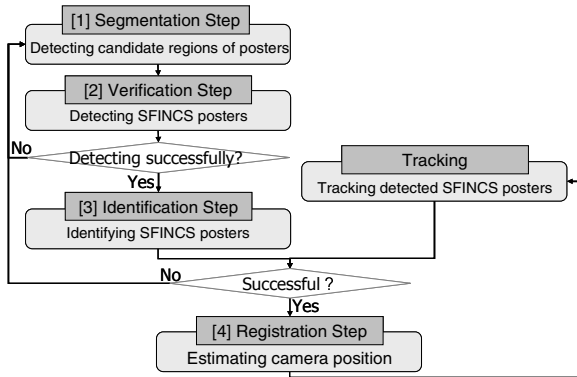 [1] Segmentation Step
Detecting candidate regions of posters
[2] Verification Step
Detecting SFINCS posters
No
Detecting successfully?
Yes
Tracking
Tracking detected SFINCS posters
[3] Identification Step
Identifying SFINCS posters
No
Successful ?
Yes
[4] Registration Step
Estimating camera position